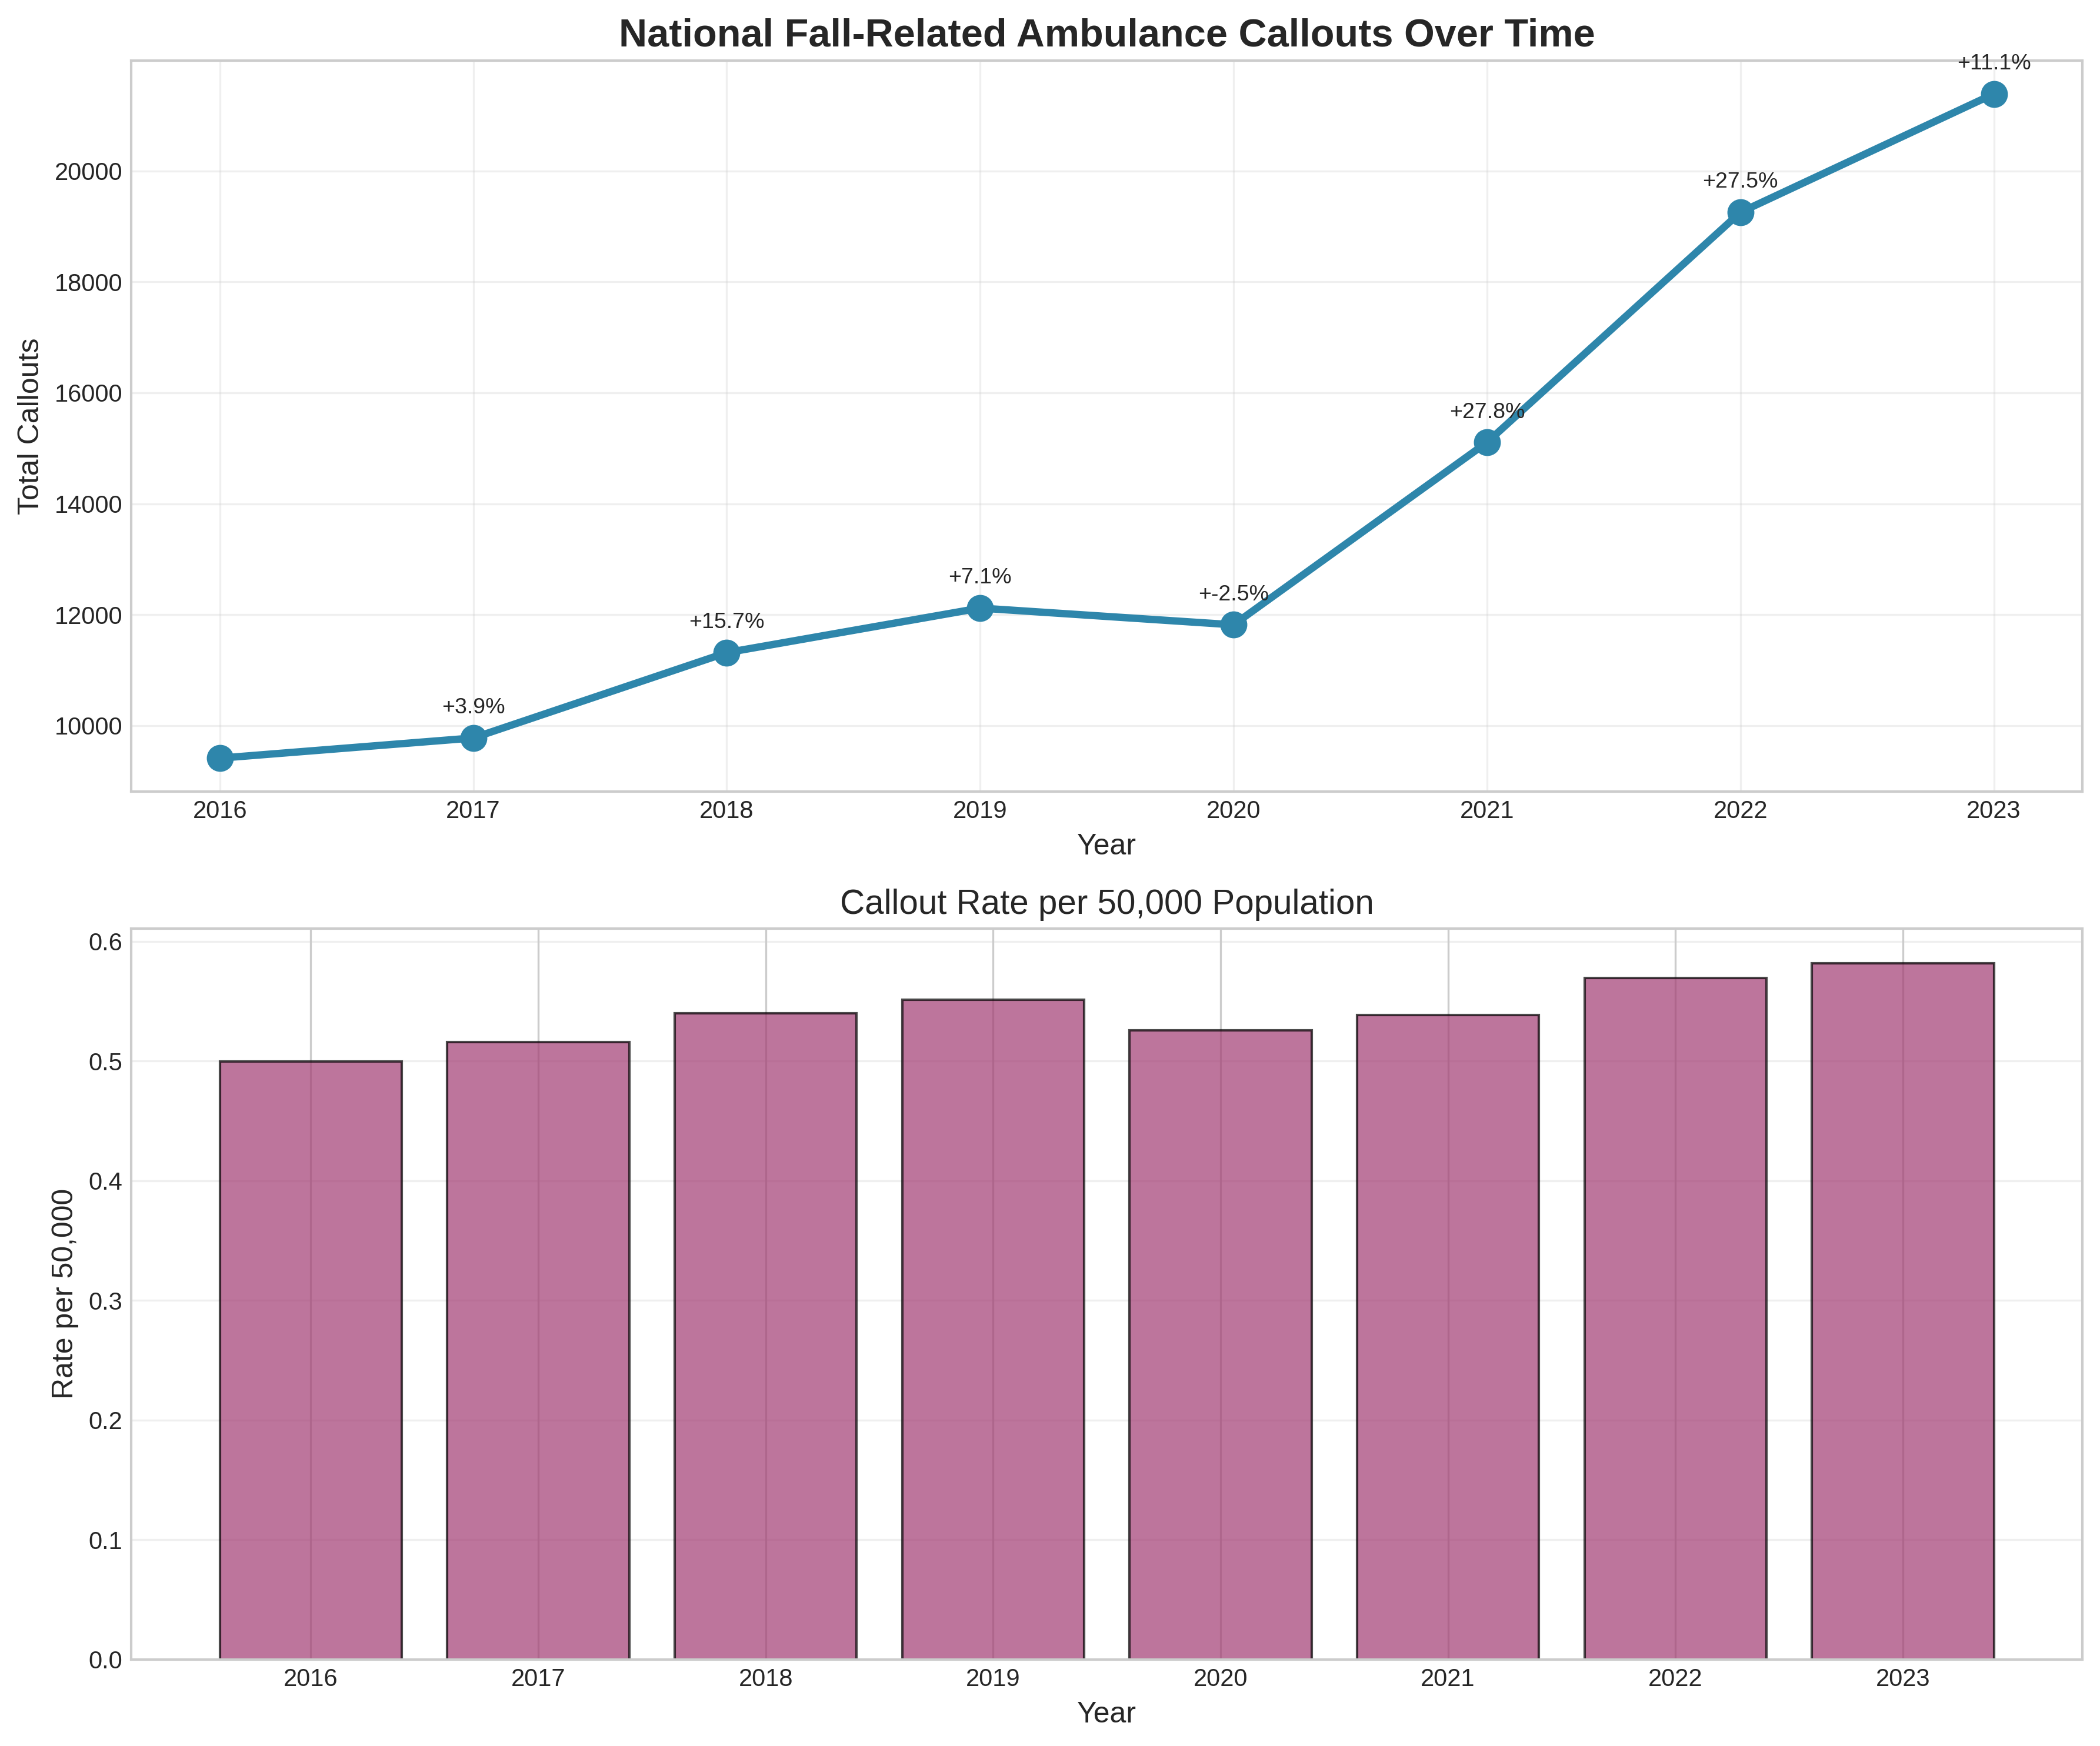 National Fall-Related Ambulance Callouts Over Time
+11.1%
20000
+27.5%
18000
Total Callouts
16000
+27.8%
14000
+7.1%
+-2.5%
12000
+15.7%
+3.9%
10000
2016 2017 2018 2019 2020 2021 2022 2023
Year
Callout Rate per 50,000 Population
0.6
0.5
0.4
Rate per 50,000
0.3
0.2
0.1
0.0
2016 2017 2018 2019 2020 2021 2022 2023
Year